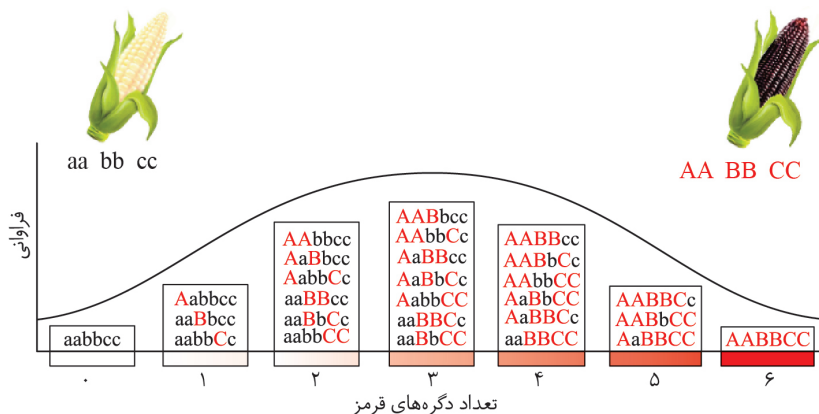 aa bb cc
AA BB CC
فراوانی
aabbcc
Aabbcc
aaBbcc
aabbCc
AAbbcc
AaBbcc
AabbCc
aaBBcc
aaBbCc
aabbCC
AABbcc
AAbbCc
AaBBcc
AaBbCc
AabbCC
aaBBCc
aaBbCC
AABBcc
AABbCc
AAbbCC
AaBbCC
AaBBCc
aaBBCC
AABBCc
AABbCC
AaBBCC
AABBCC
۰ ۱ ۲ ۳ ۴ ۵ ۶
تعداد دگره‌های قرمز